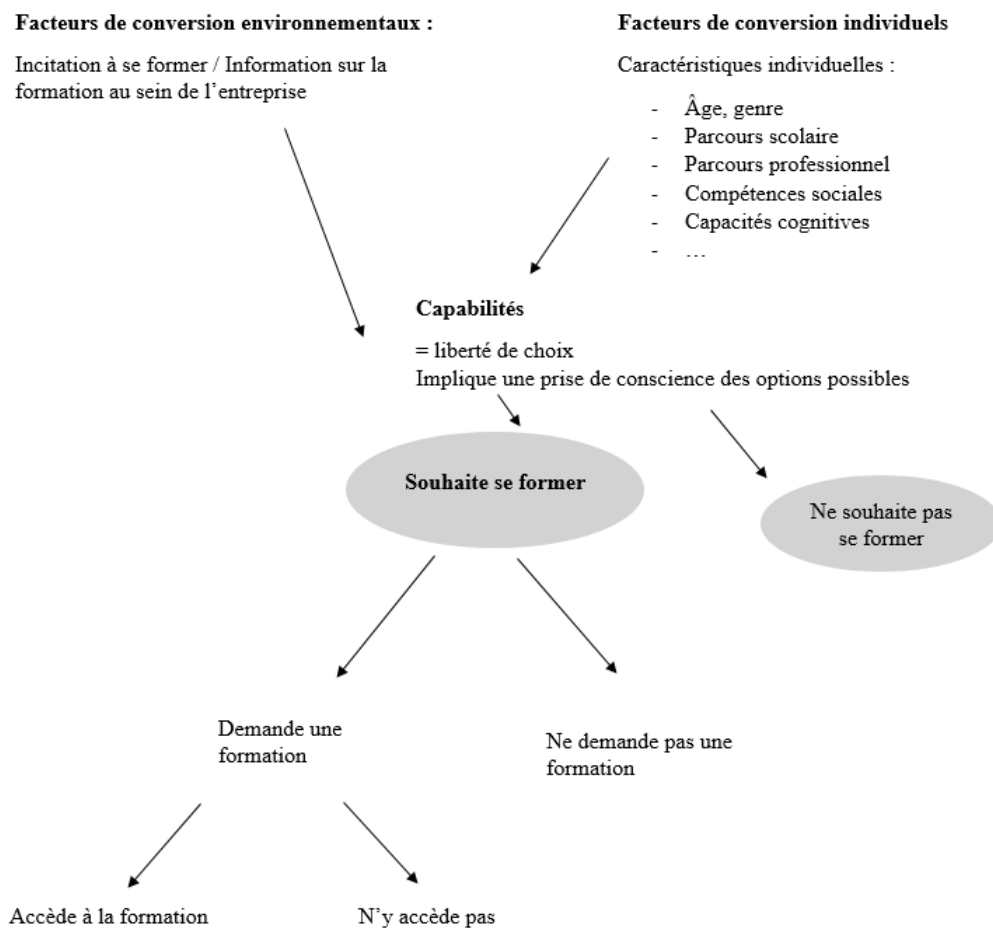 Facteurs de conversion environnementaux :
Incitation à se former / Information sur la
formation au sein de l’entreprise
Facteurs de conversion individuels
Caractéristiques individuelles :
- Âge, genre
- Parcours scolaire
- Parcours professionnel
- Compétences sociales
- Capacités cognitives
- …
Capabilités
= liberté de choix
Implique une prise de conscience des options possibles
Souhaite se former
Ne souhaite pas
se former
Demande une
formation
Ne demande pas une
formation
Accède à la formation
N’y accède pas